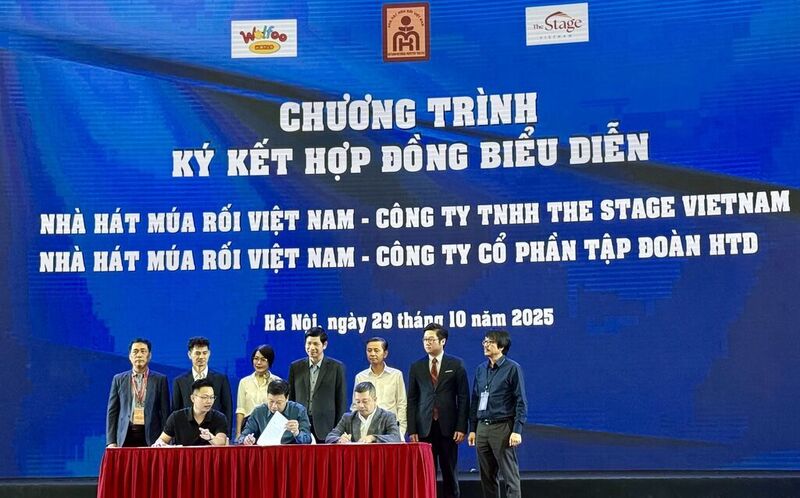 Wolfoo
The Stage
VIETNAM
CHƯƠNG TRÌNH
KÝ KẾT HỢP ĐỒNG BIỂU DIỄN
NHÀ HÁT MÚA RỐI VIỆT NAM - CÔNG TY TNHH THE STAGE VIETNAM
NHÀ HÁT MÚA RỐI VIỆT NAM - CÔNG TY CỔ PHẦN TẬP ĐOÀN HTD
Hà Nội, ngày 29 tháng 10 năm 2025